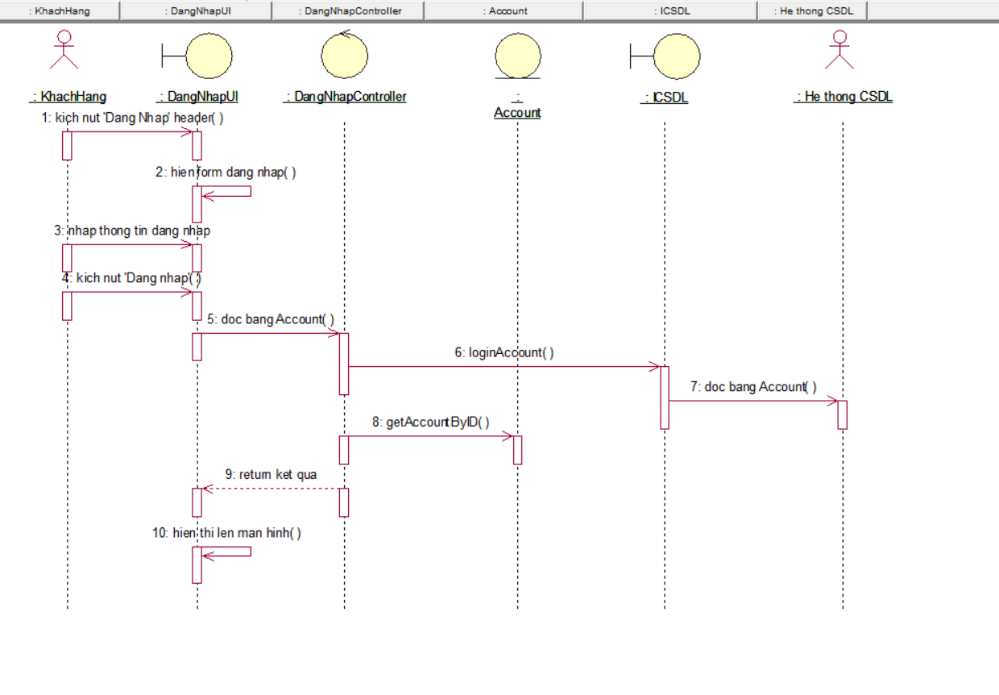 : KhachHang
: DangNhapUI
: DangNhapController
: Account
: ICSDL
: He thong CSDL
: KhachHang
: DangNhapUI
: DangNhapController
:
Account
: ICSDL
: He thong CSDL
1: kich nut 'Dang Nhap' header( )
2: hien form dang nhap( )
3: nhap thong tin dang nhap
4: kich nut 'Dang nhap'( )
5: doc bang Account( )
6: loginAccount( )
7: doc bang Account( )
8: getAccountByID( )
9: return ket qua
10: hien thi len man hinh( )